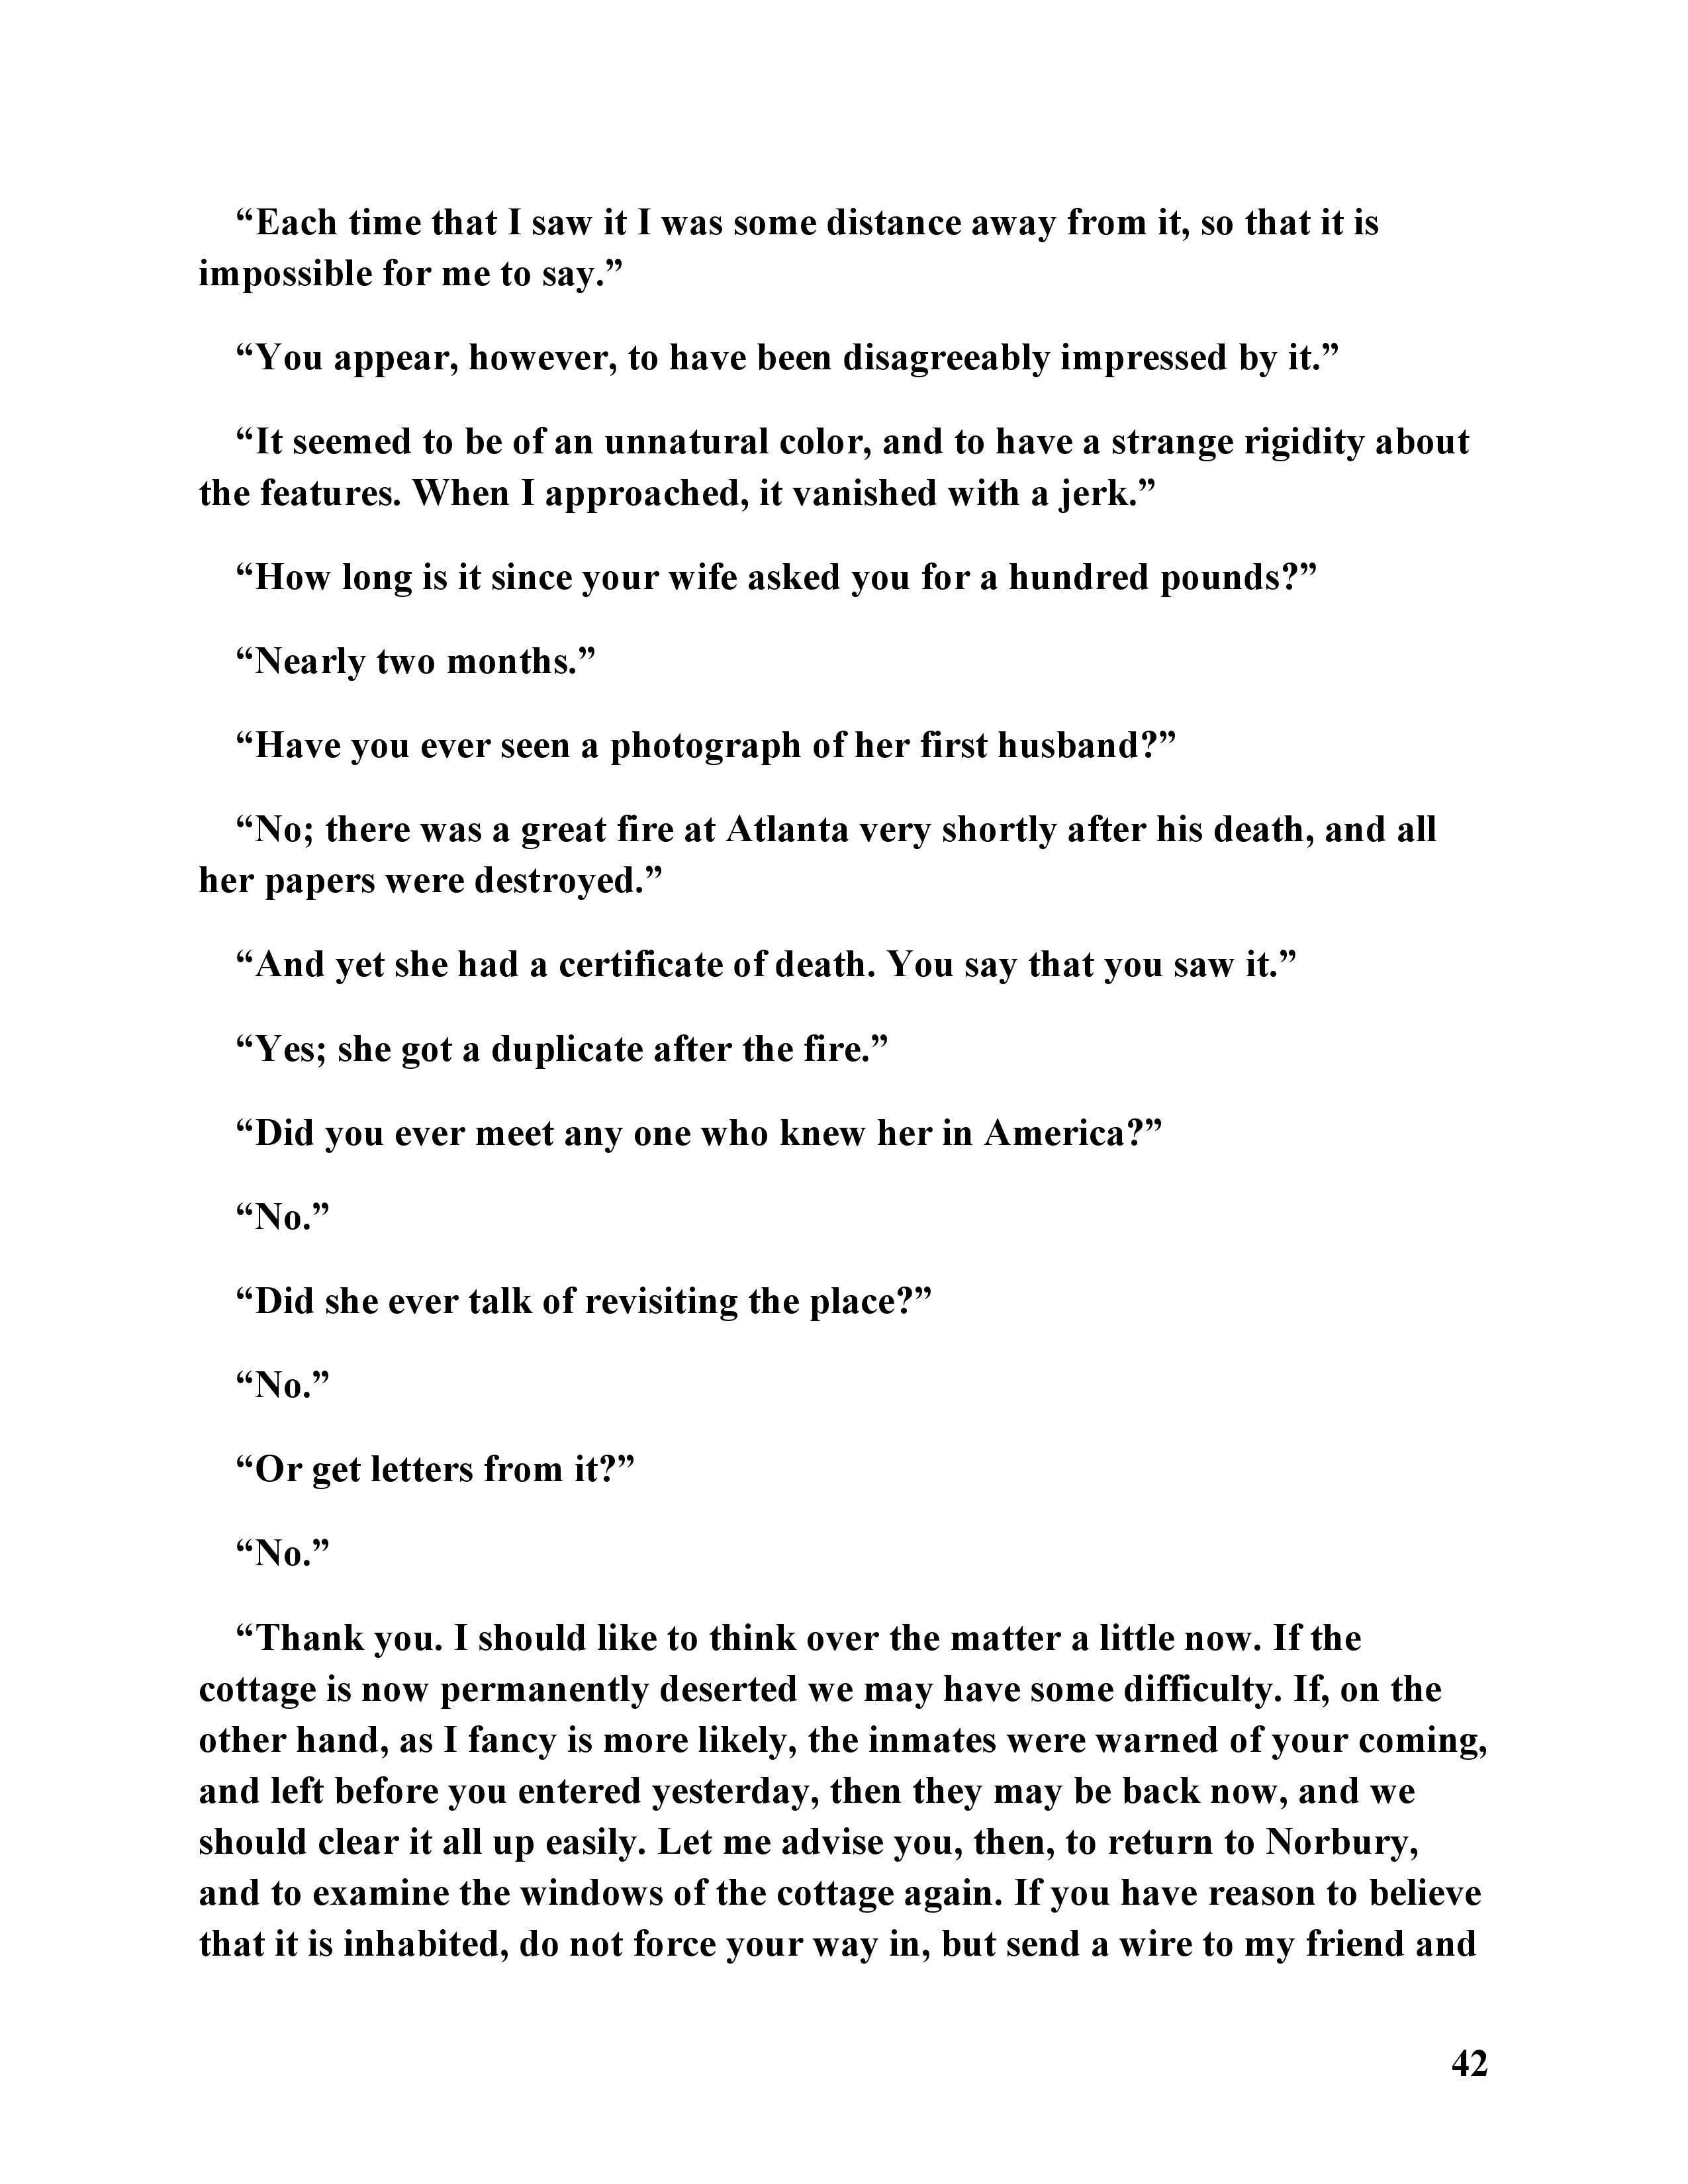 “Each time that I saw it I was some distance away from it, so that it is
impossible for me to say.”
“You appear, however, to have been disagreeably impressed by it.”
“It seemed to be of an unnatural color, and to have a strange rigidity about
the features. When I approached, it vanished with a jerk.”
“How long is it since your wife asked you for a hundred pounds?”
“Nearly two months.”
“Have you ever seen a photograph of her first husband?”
“No; there was a great fire at Atlanta very shortly after his death, and all
her papers were destroyed.”
“And yet she had a certificate of death. You say that you saw it.”
“Yes; she got a duplicate after the fire.”
“Did you ever meet any one who knew her in America?”
“No.”
“Did she ever talk of revisiting the place?”
“No.”
“Or get letters from it?”
“No.”
“Thank you. I should like to think over the matter a little now. If the
cottage is now permanently deserted we may have some difficulty. If, on the
other hand, as I fancy is more likely, the inmates were warned of your coming,
and left before you entered yesterday, then they may be back now, and we
should clear it all up easily. Let me advise you, then, to return to Norbury,
and to examine the windows of the cottage again. If you have reason to believe
that it is inhabited, do not force your way in, but send a wire to my friend and
42